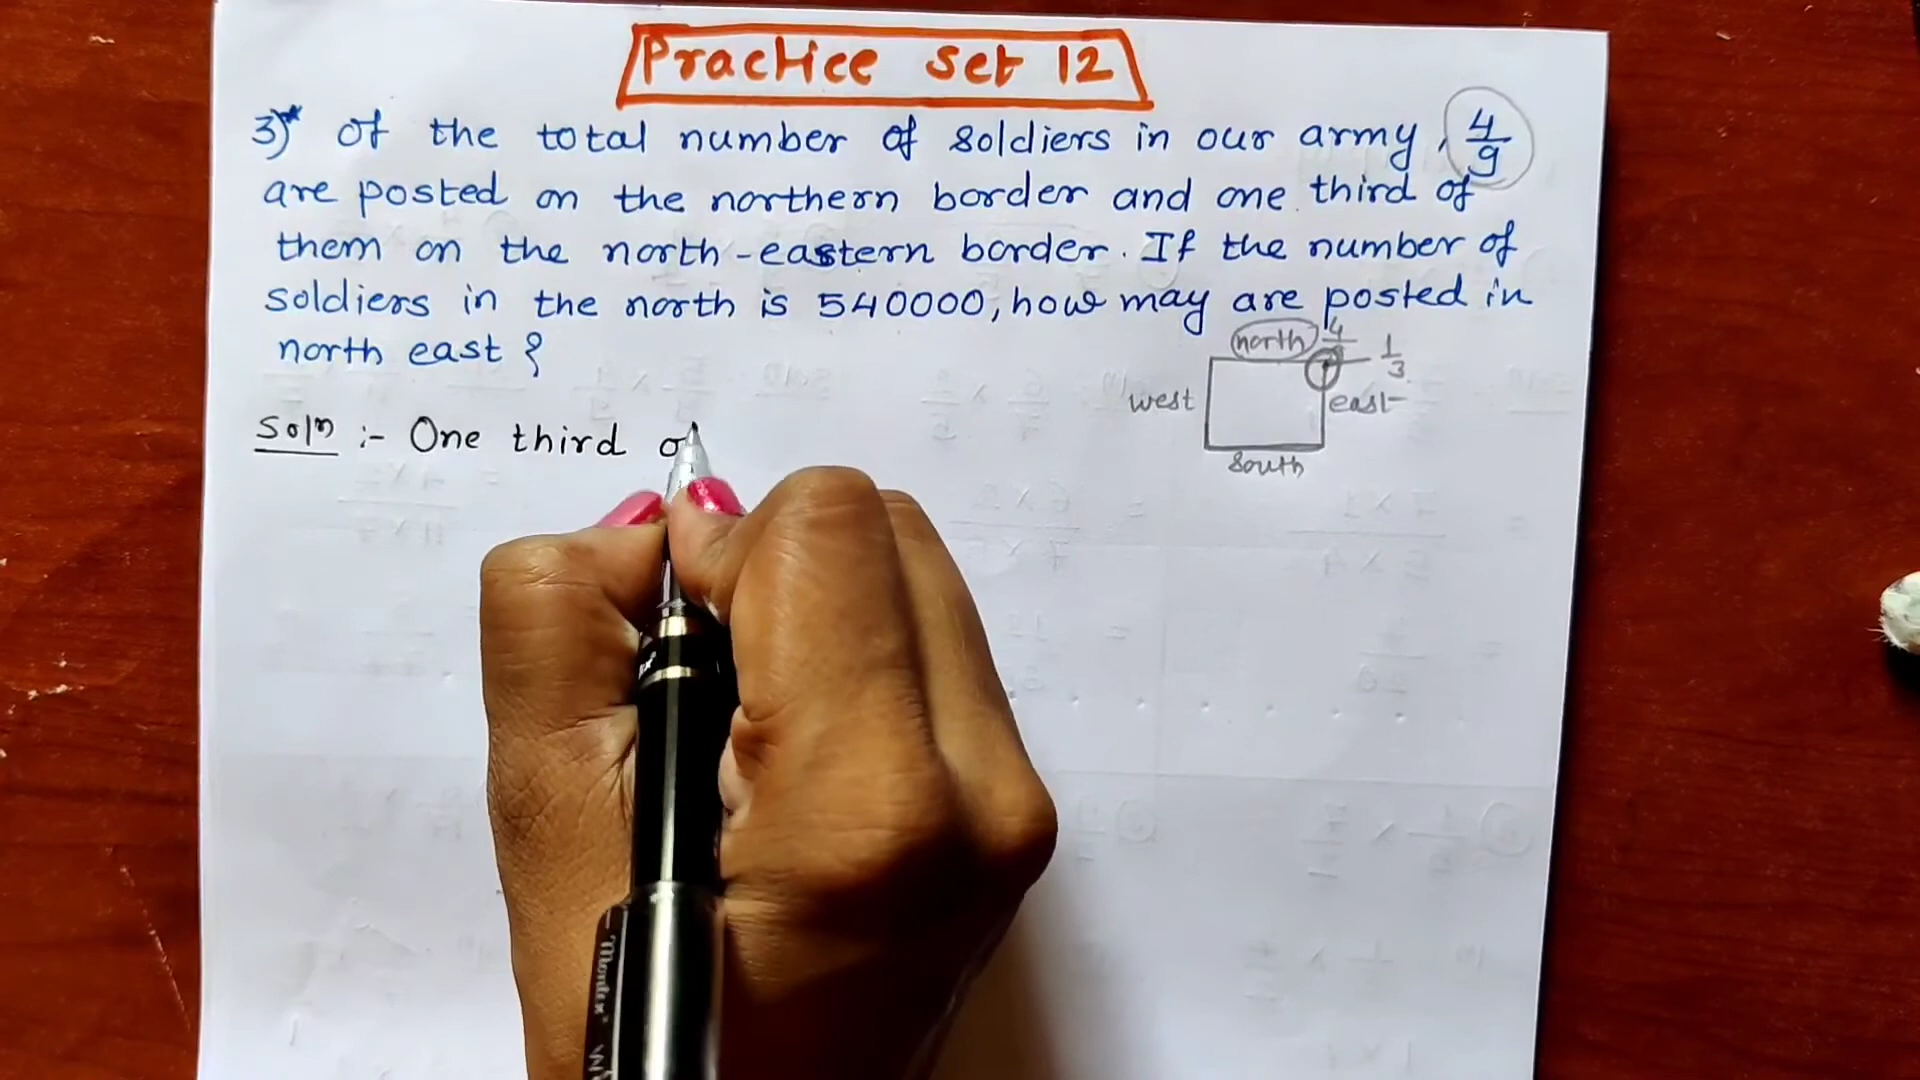 Practice Set 12
3)* Of the total number of soldiers in our army, 4/9
are posted on the northern border and one third of
them on the north-eastern border. If the number of
soldiers in the north is 540000, how may are posted in
north east ?
north 4/9 1/3
west
east
South
Soln :- One third of
Montex